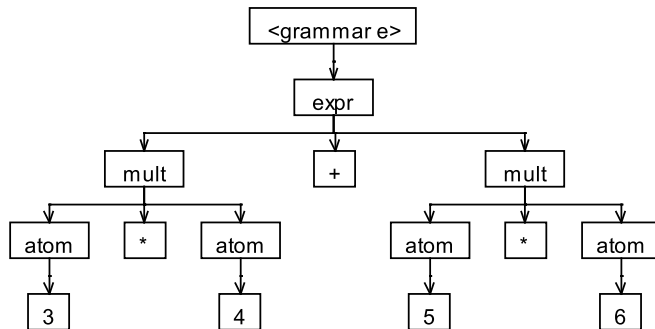 <grammar e>
expr
mult + mult
atom * atom atom * atom
3 4 5 6